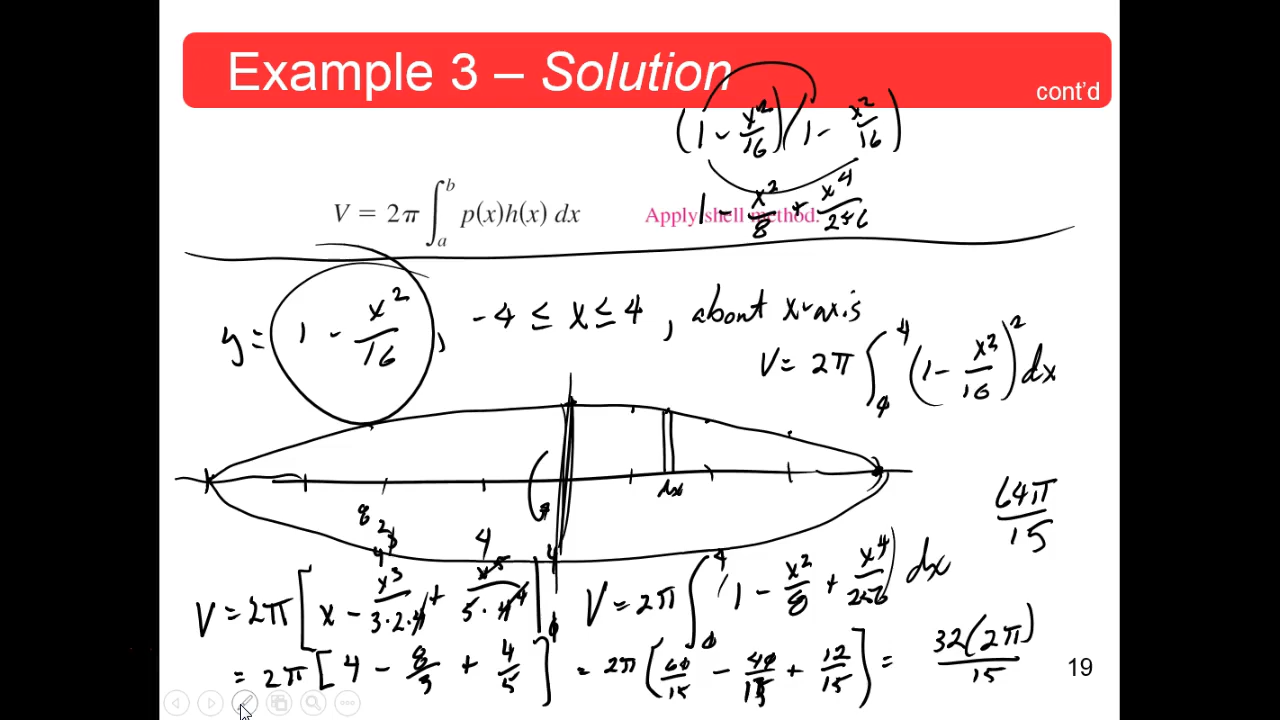 Example 3 – Solution
cont'd
(1 - x²/16)(1 - x²/16)
1 - x²/8 + x⁴/256
V = 2π ∫_a^b p(x)h(x) dx Apply shell method.
y = 1 - x²/16, -4 ≤ x ≤ 4, about x-axis
V = 2π ∫_0^4 (1 - x²/16)² dx
dx
64π/15
V = 2π ∫_0^4 (1 - x²/8 + x⁴/256) dx
V = 2π [x - x³/(3·2·4) + x⁵/(5·4⁴)]
= 2π [4 - 8/3 + 4/5] = 2π (60/15 - 40/15 + 12/15) = 32(2π)/15
19